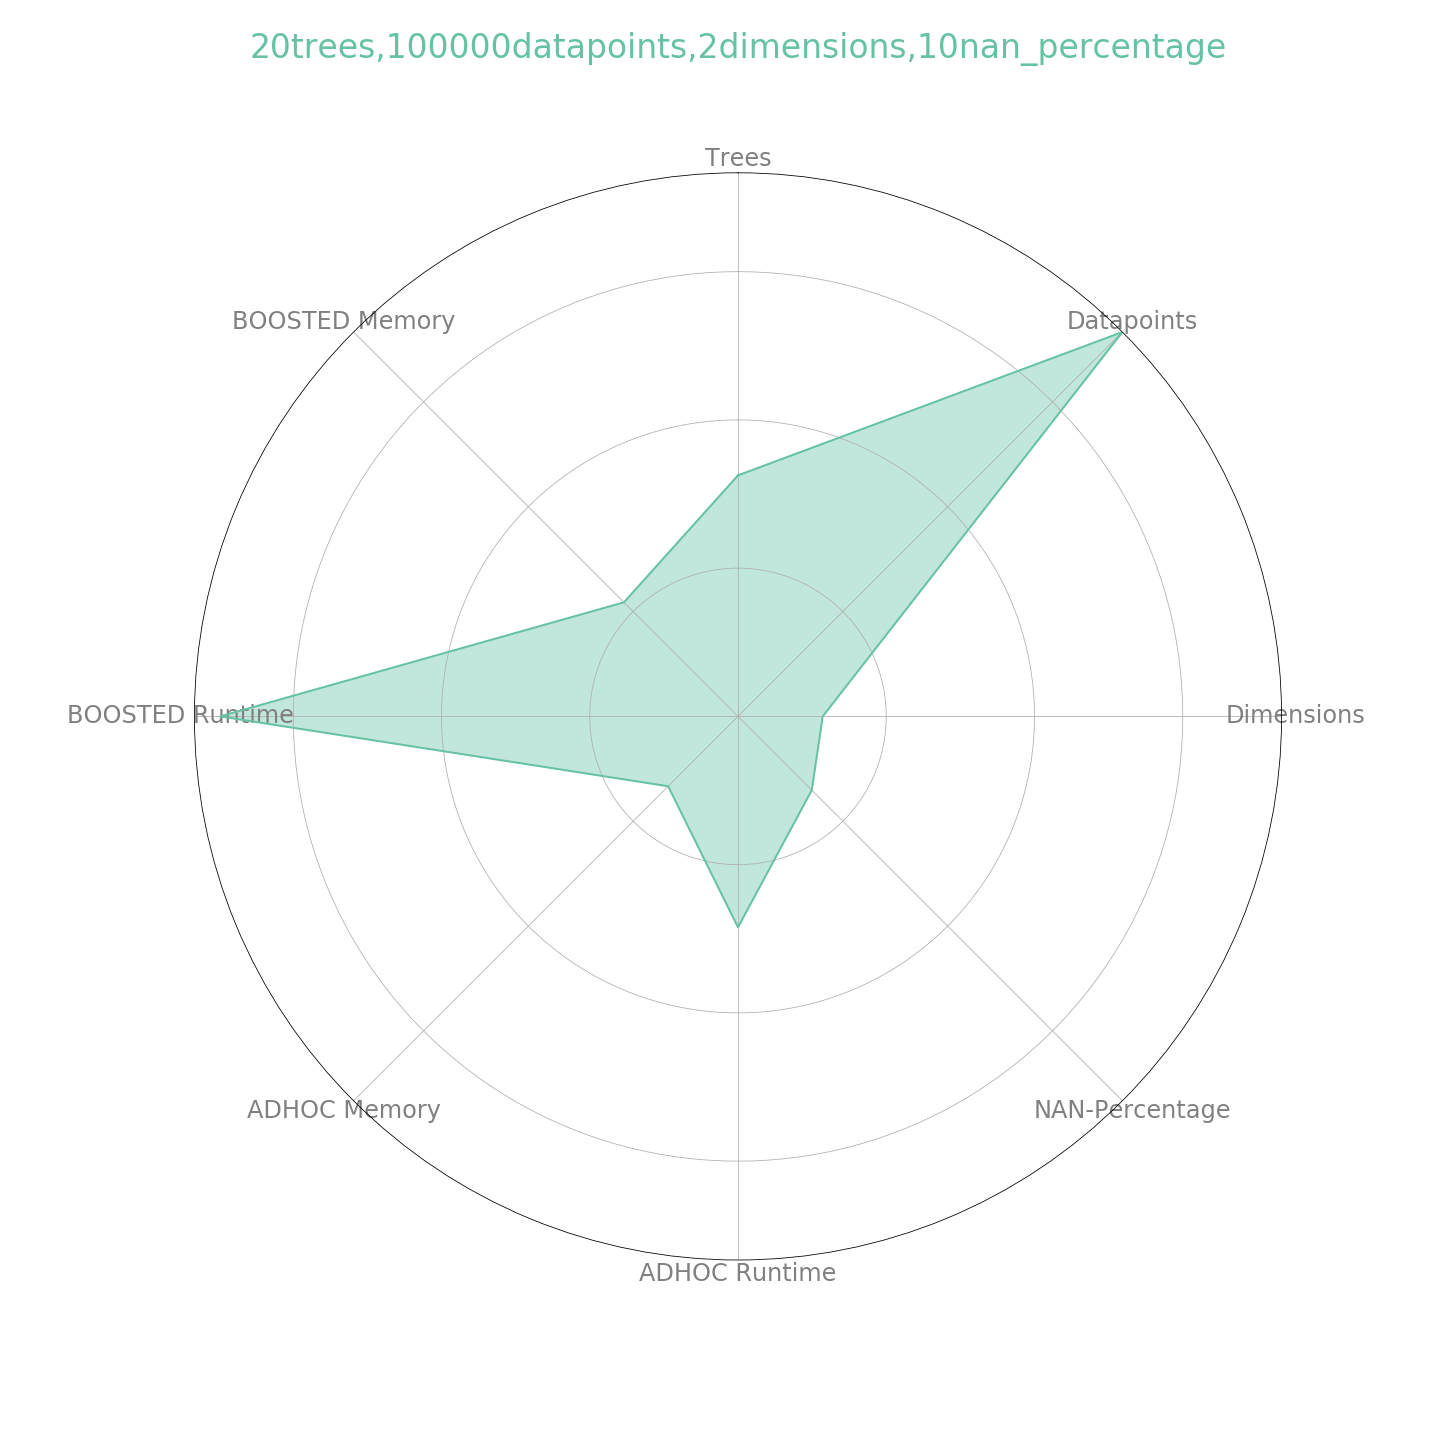 20trees,100000datapoints,2dimensions,10nan_percentage
Trees
BOOSTED Memory
Datapoints
BOOSTED Runtime
Dimensions
ADHOC Memory
NAN-Percentage
ADHOC Runtime